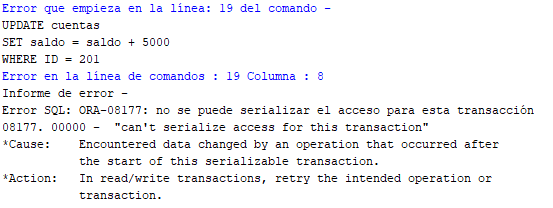 Error que empieza en la línea: 19 del comando -
UPDATE cuentas
SET saldo = saldo + 5000
WHERE ID = 201
Error en la línea de comandos : 19 Columna : 8
Informe de error -
Error SQL: ORA-08177: no se puede serializar el acceso para esta transacción
08177. 00000 -  "can't serialize access for this transaction"
*Cause:    Encountered data changed by an operation that occurred after
           the start of this serializable transaction.
*Action:   In read/write transactions, retry the intended operation or
           transaction.